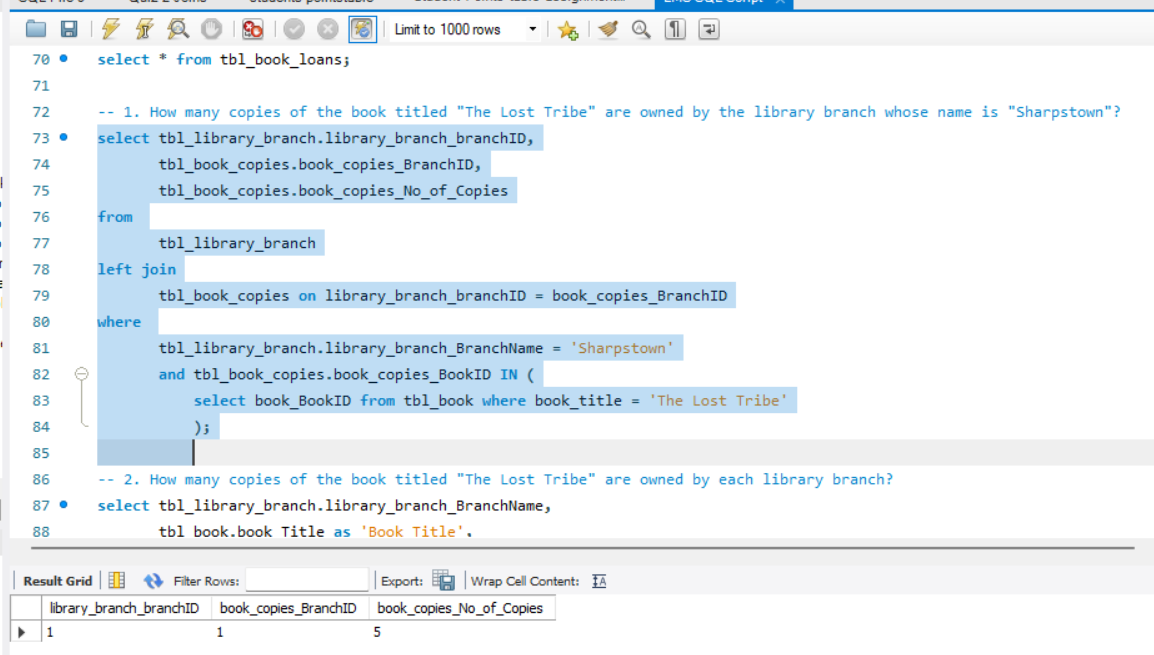 Limit to 1000 rows
70 select * from tbl_book_loans;
71
72 -- 1. How many copies of the book titled "The Lost Tribe" are owned by the library branch whose name is "Sharpstown"?
73 select tbl_library_branch.library_branch_branchID,
74 tbl_book_copies.book_copies_BranchID,
75 tbl_book_copies.book_copies_No_of_Copies
76 from
77 tbl_library_branch
78 left join
79 tbl_book_copies on library_branch_branchID = book_copies_BranchID
80 where
81 tbl_library_branch.library_branch_BranchName = 'Sharpstown'
82 and tbl_book_copies.book_copies_BookID IN (
83 select book_BookID from tbl_book where book_title = 'The Lost Tribe'
84 );
85
86 -- 2. How many copies of the book titled "The Lost Tribe" are owned by each library branch?
87 select tbl_library_branch.library_branch_BranchName,
88 tbl_book.book_Title as 'Book Title',
Result Grid Filter Rows: Export: Wrap Cell Content:
library_branch_branchID book_copies_BranchID book_copies_No_of_Copies
1 1 5